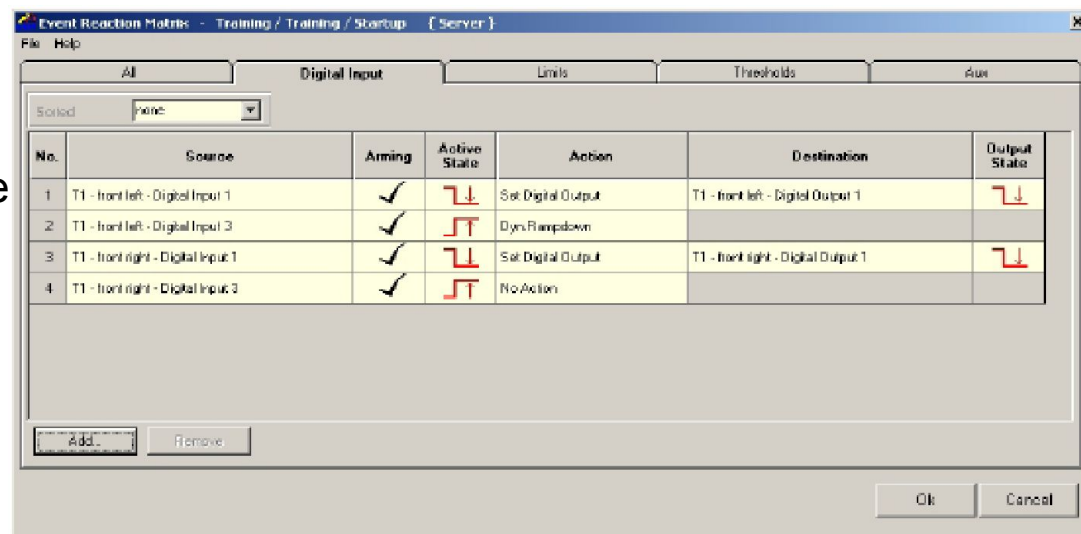 Event Reaction Matrix - Training / Training / Startup { Server }
File Help
All Digital Input Limits Thresholds Aux
Sorted none
No. Source Arming Active State Action Destination Output State
e
1 T1 - front left - Digital Input 1 Set Digital Output T1 - front left - Digital Output 1
2 T1 - front left - Digital Input 3 Dyn.Rampdown
3 T1 - front right - Digital Input 1 Set Digital Output T1 - front right - Digital Output 1
4 T1 - front right - Digital Input 3 No Action
Add... Remove
Ok Cancel